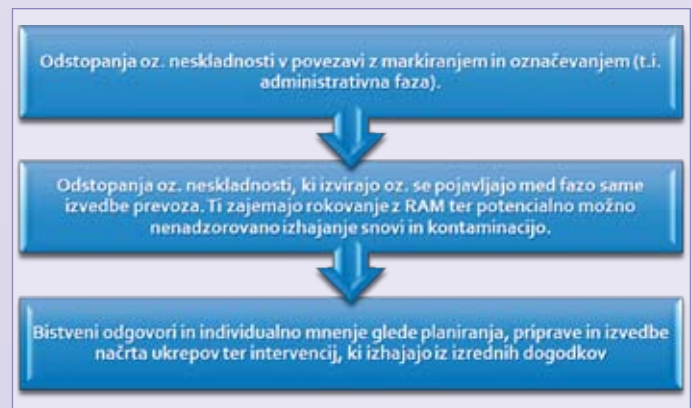 Odstopanja oz. neskladnosti v povezavi z markiranjem in označevanjem (t.i.
administrativna faza).
Odstopanja oz. neskladnosti, ki izvirajo oz. se pojavljajo med fazo same
izvedbe prevoza. Ti zajemajo rokovanje z RAM ter potencialno možno
nenadzorovano izhajanje snovi in kontaminacijo.
Bistveni odgovori in individualno mnenje glede planiranja, priprave in izvedbe
načrta ukrepov ter intervencij, ki izhajajo iz izrednih dogodkov